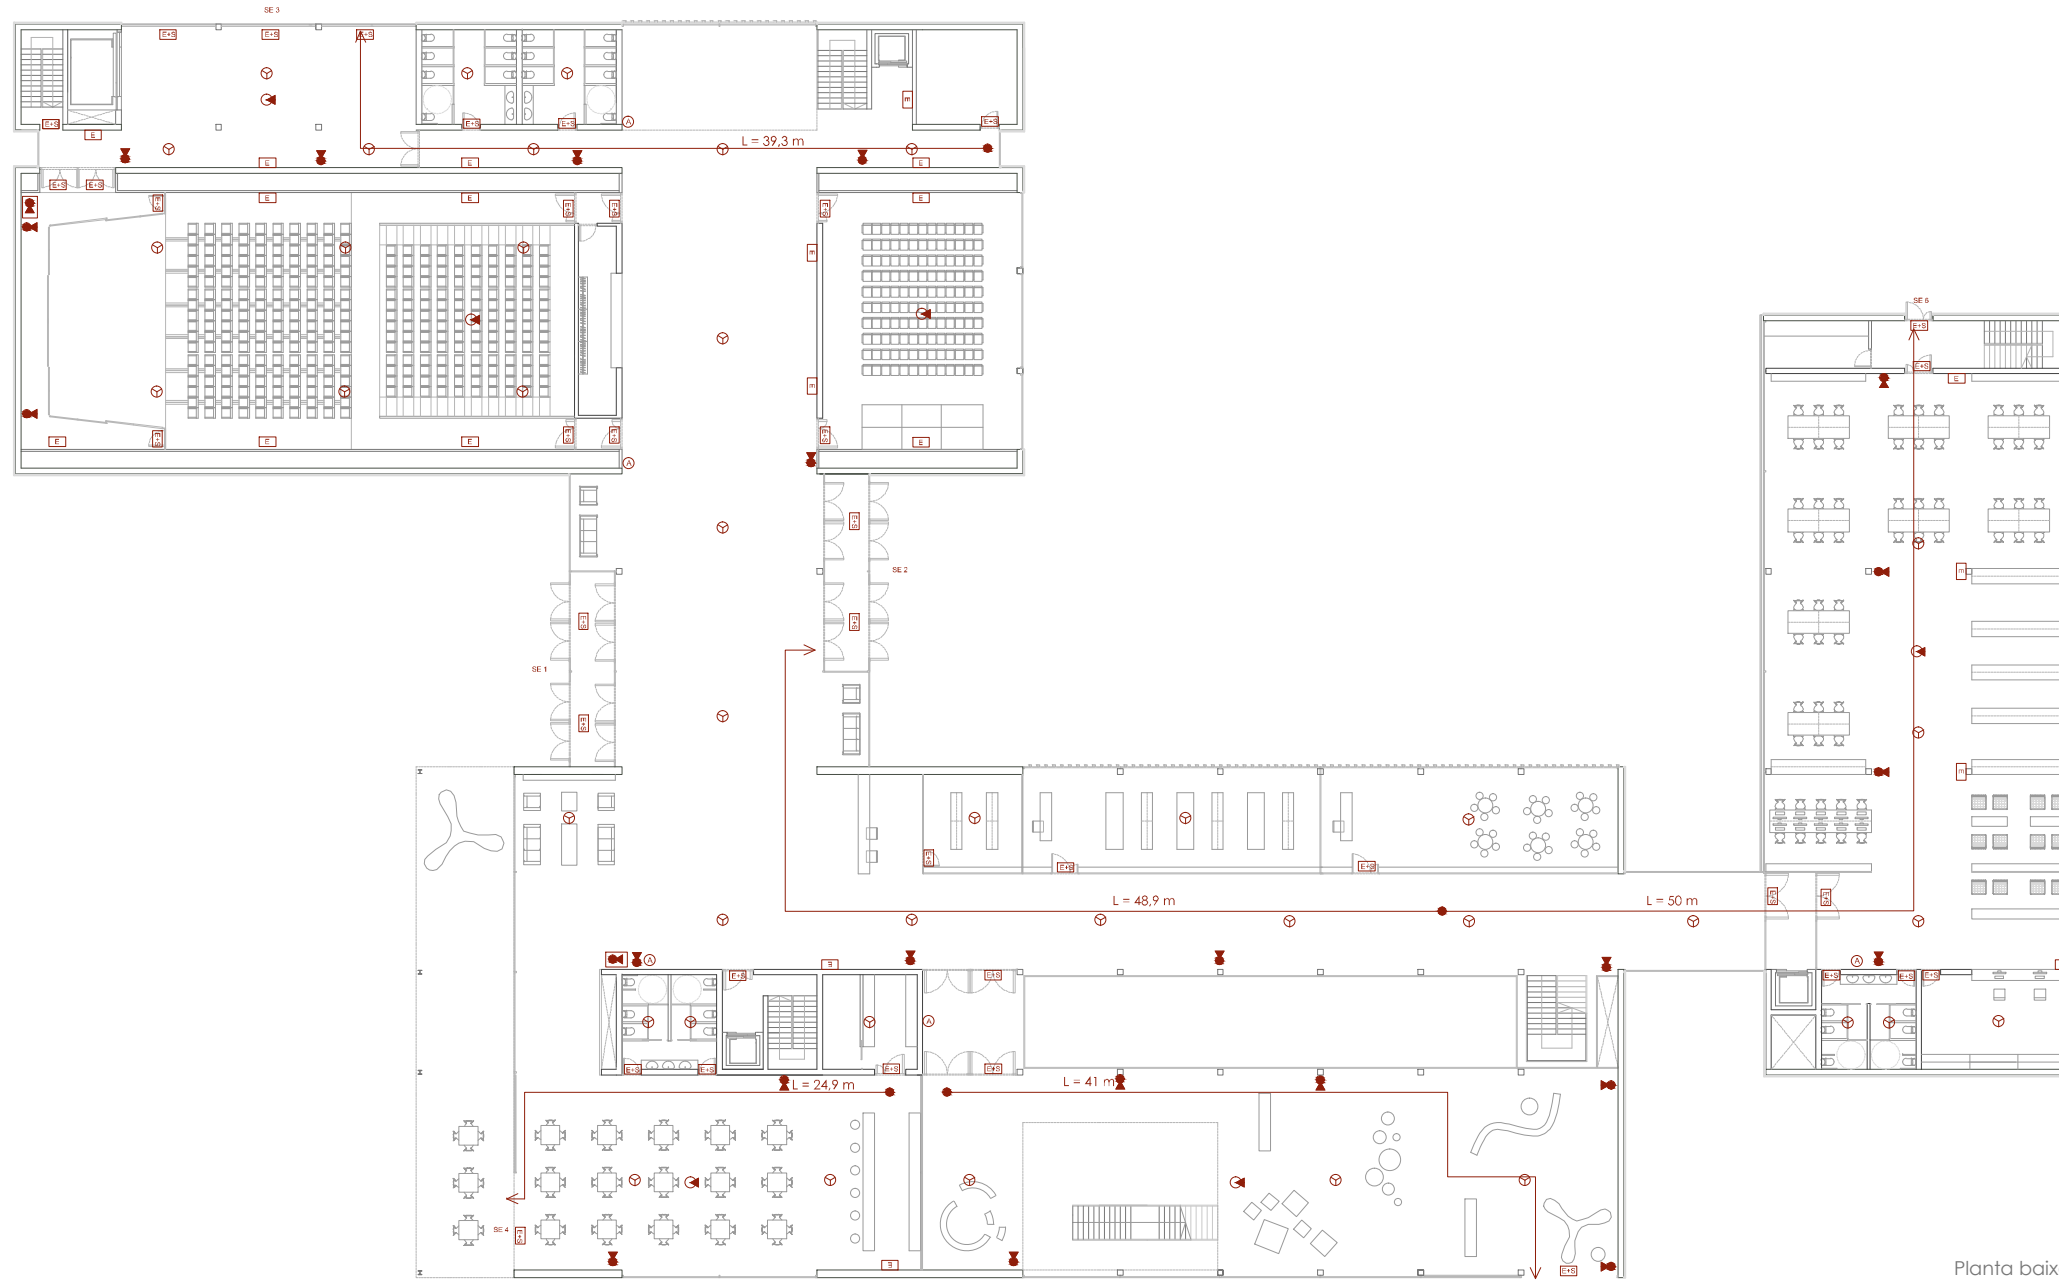 SE 3
E+S E+S E+S
E
E+S E+S E+S A E+S
E
L = 39,3 m
E E E
E+S E+S
E+S E E E+S E+S E+S E
E
SE 6
E+S
E+S
E
E
E E E E+S E+S E+S E+S E
A
E+S
SE 2
E
E+S E+S
SE 1
E+S
E
E+S E+S E+S
E+S E+S
L = 48,9 m L = 50 m
A E A
E+S E+S E+S E+S E+S
A
E+S E+S E+S E+S
L = 24,9 m L = 41 m
SE 4
E+S
E E+S
Planta baix